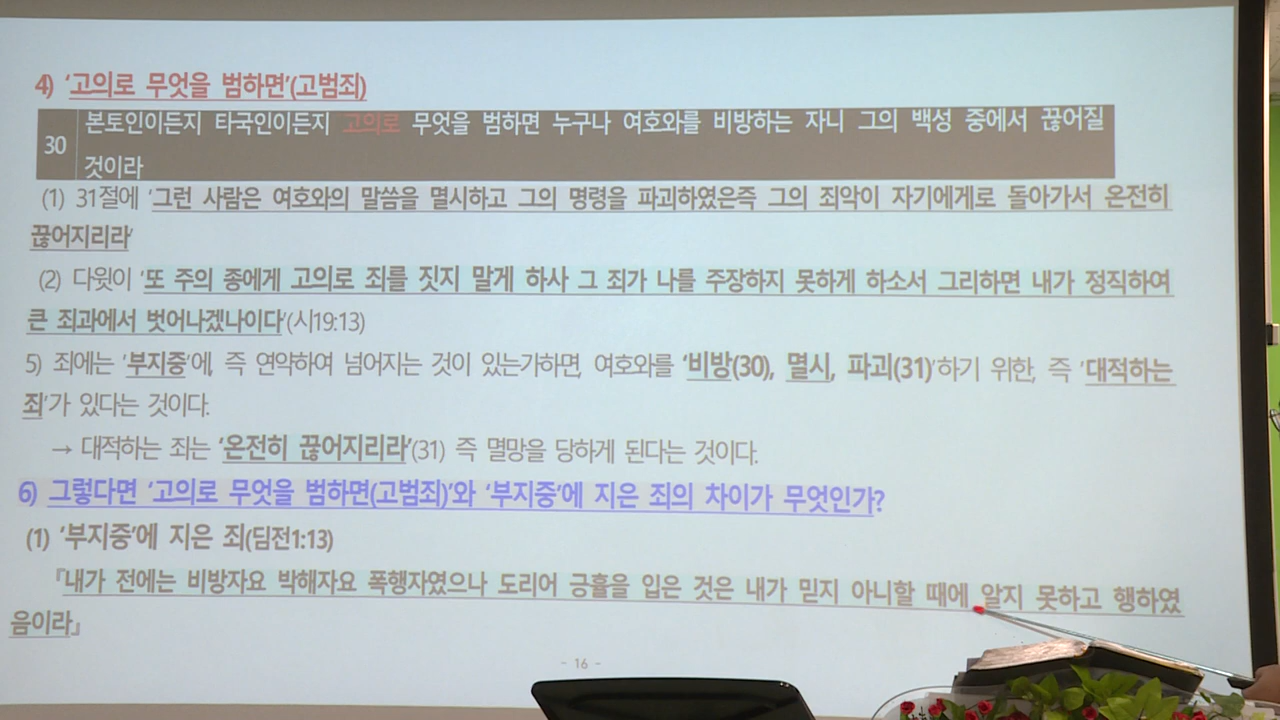 4) ‘고의로 무엇을 범하면’(고범죄)
30 본토인이든지 타국인이든지 고의로 무엇을 범하면 누구나 여호와를 비방하는 자니 그의 백성 중에서 끊어질
것이라
(1) 31절에 ‘그런 사람은 여호와의 말씀을 멸시하고 그의 명령을 파괴하였은즉 그의 죄악이 자기에게로 돌아가서 온전히
끊어지리라’
(2) 다윗이 ‘또 주의 종에게 고의로 죄를 짓지 말게 하사 그 죄가 나를 주장하지 못하게 하소서 그리하면 내가 정직하여
큰 죄과에서 벗어나겠나이다’(시19:13)
5) 죄에는 ‘부지중’에, 즉 연약하여 넘어지는 것이 있는가하면, 여호와를 ‘비방(30), 멸시, 파괴(31)’하기 위한, 즉 ‘대적하는
죄’가 있다는 것이다.
→ 대적하는 죄는 ‘온전히 끊어지리라’(31) 즉 멸망을 당하게 된다는 것이다.
6) 그렇다면 ‘고의로 무엇을 범하면(고범죄)’와 ‘부지중’에 지은 죄의 차이가 무엇인가?
(1) ‘부지중’에 지은 죄(딤전1:13)
『내가 전에는 비방자요 박해자요 폭행자였으나 도리어 긍휼을 입은 것은 내가 믿지 아니할 때에 알지 못하고 행하였
음이라』
- 16 -